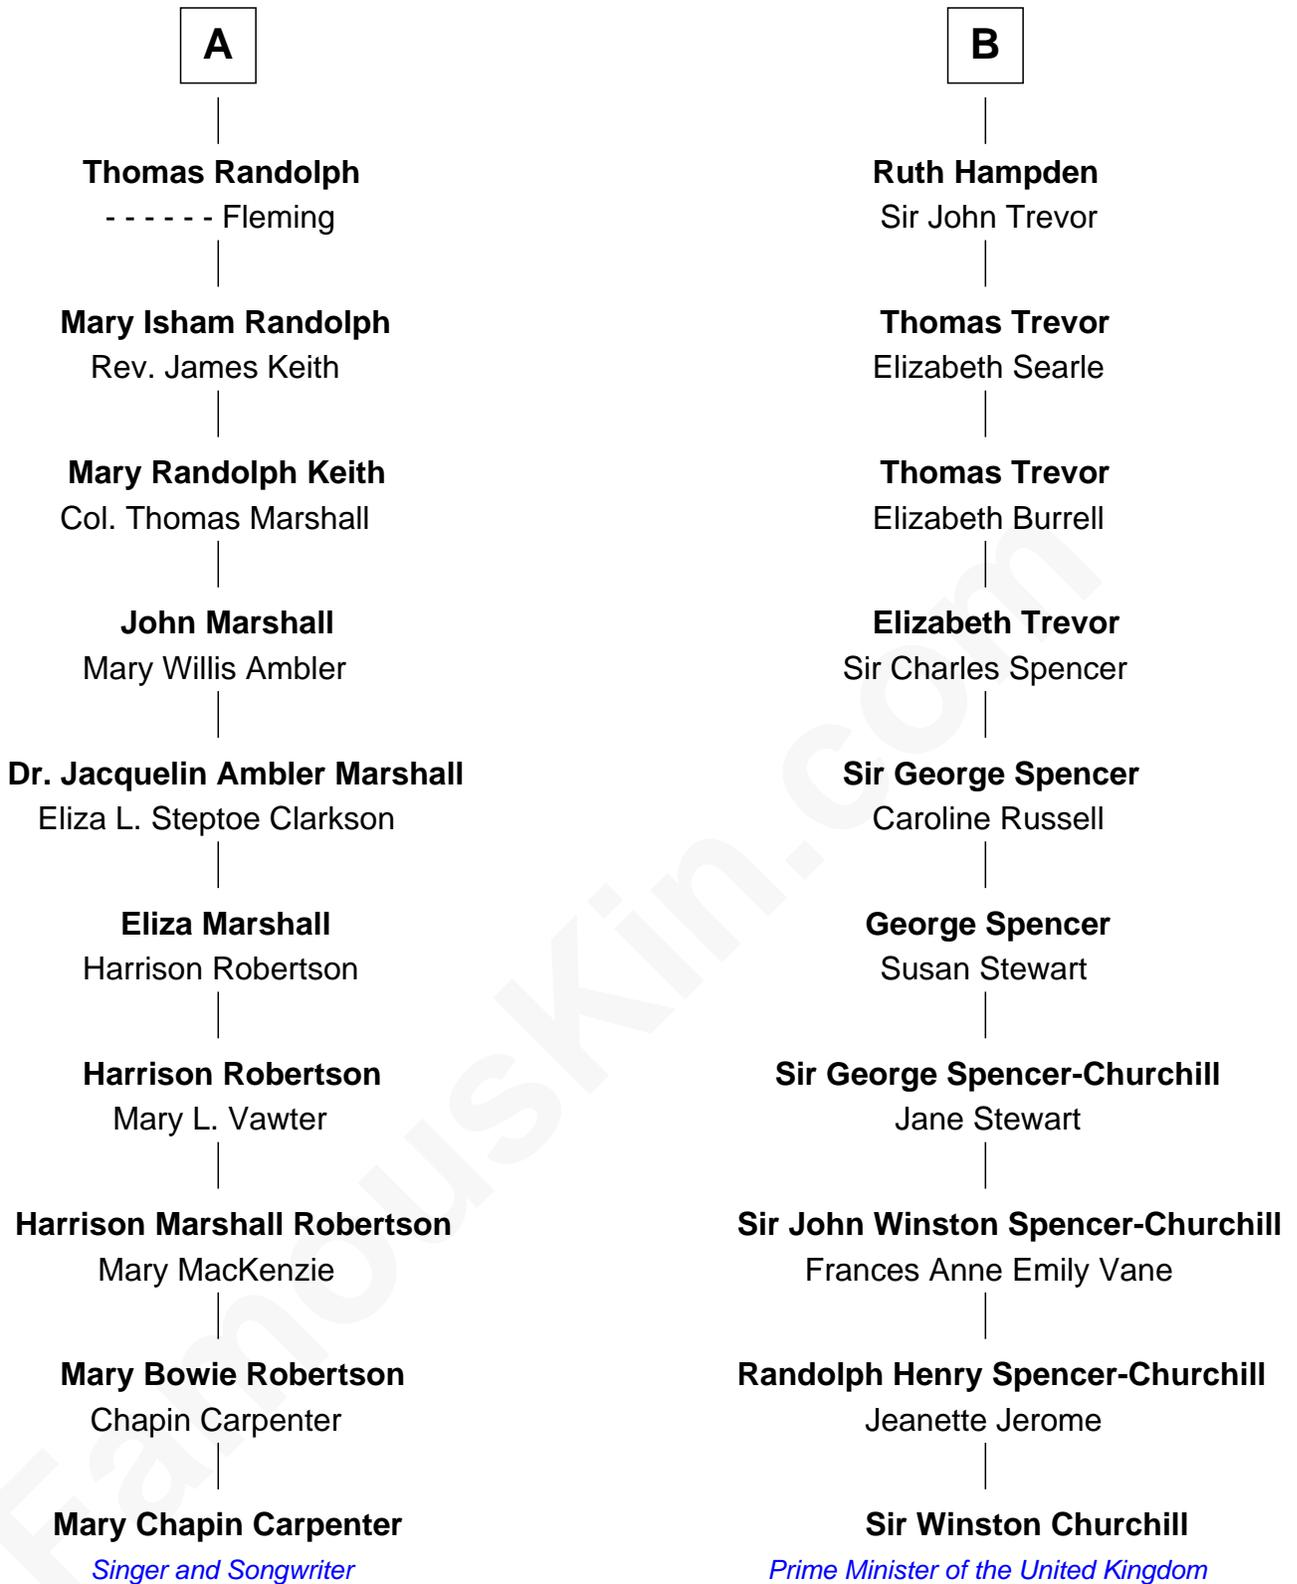 A
Thomas Randolph
- - - - - - Fleming
Mary Isham Randolph
Rev. James Keith
Mary Randolph Keith
Col. Thomas Marshall
John Marshall
Mary Willis Ambler
Dr. Jacquelin Ambler Marshall
Eliza L. Steptoe Clarkson
Eliza Marshall
Harrison Robertson
Harrison Robertson
Mary L. Vawter
Harrison Marshall Robertson
Mary MacKenzie
Mary Bowie Robertson
Chapin Carpenter
Mary Chapin Carpenter
Singer and Songwriter
B
Ruth Hampden
Sir John Trevor
Thomas Trevor
Elizabeth Searle
Thomas Trevor
Elizabeth Burrell
Elizabeth Trevor
Sir Charles Spencer
Sir George Spencer
Caroline Russell
George Spencer
Susan Stewart
Sir George Spencer-Churchill
Jane Stewart
Sir John Winston Spencer-Churchill
Frances Anne Emily Vane
Randolph Henry Spencer-Churchill
Jeanette Jerome
Sir Winston Churchill
Prime Minister of the United Kingdom
FamousKin.com